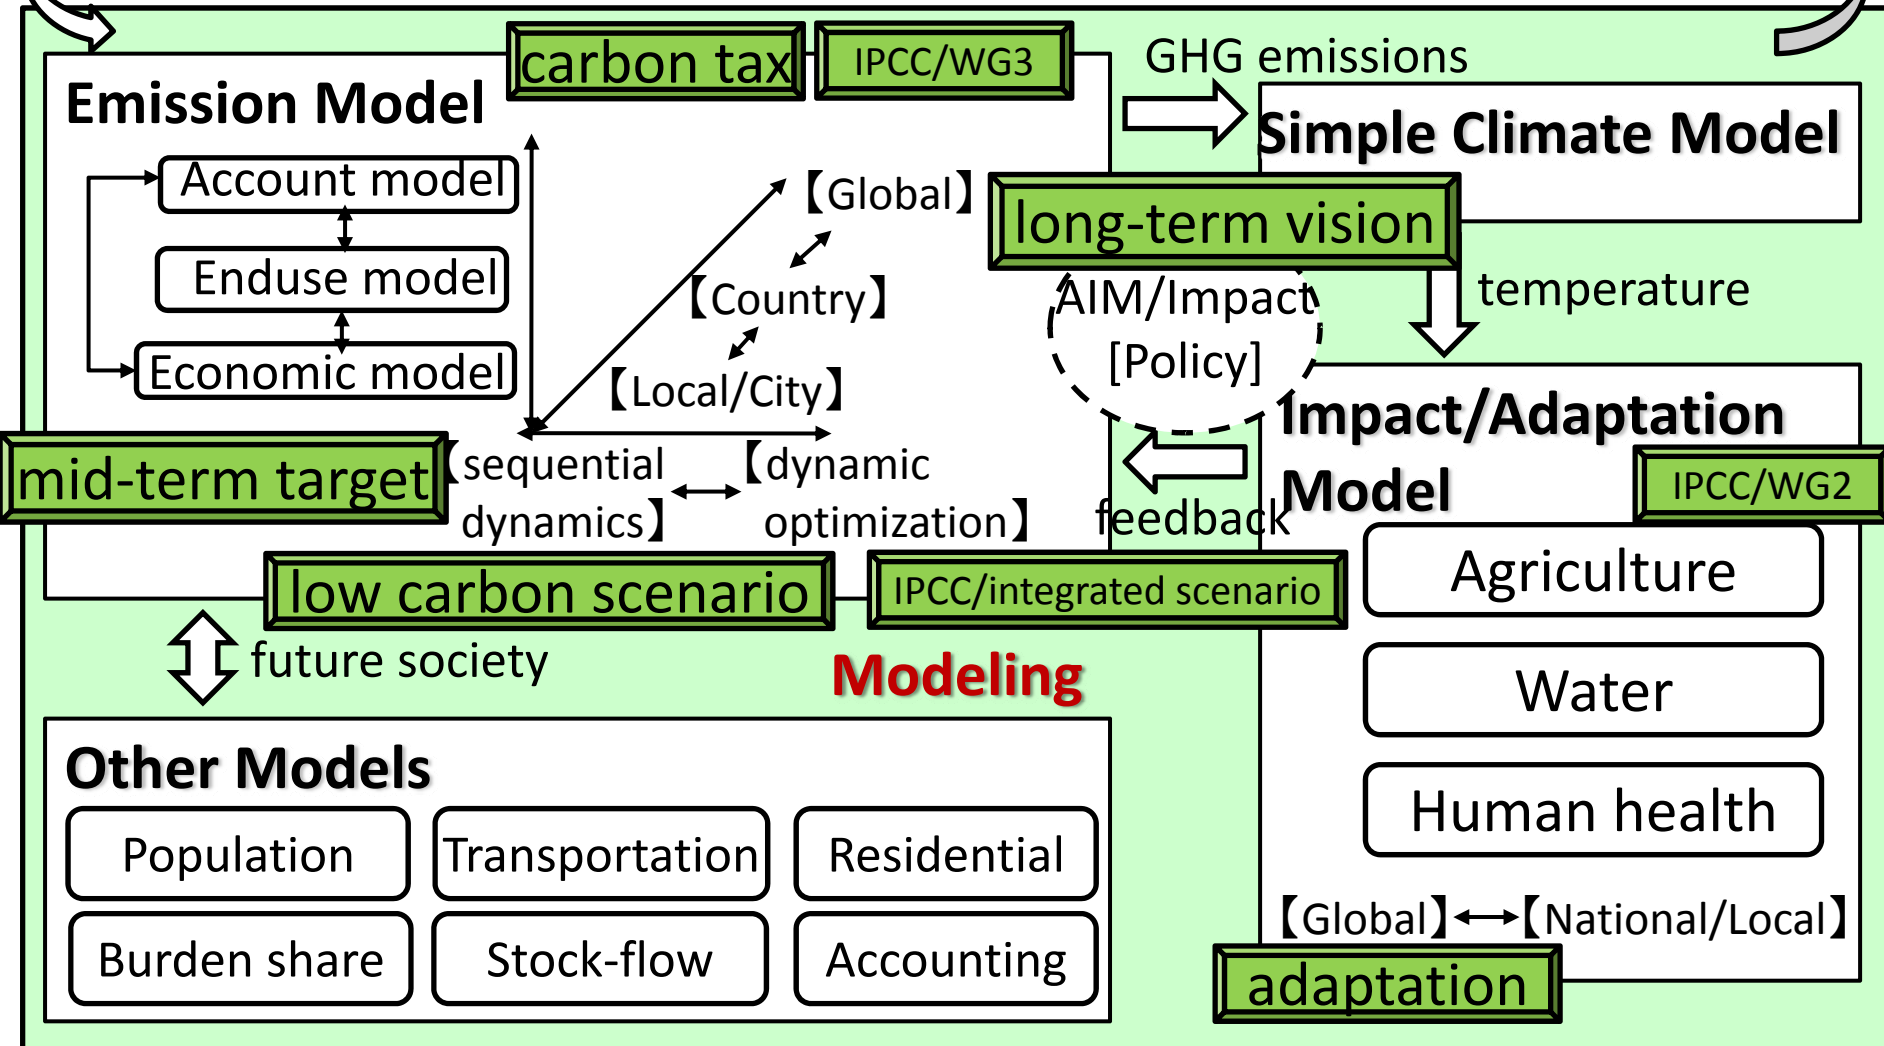 carbon tax
IPCC/WG3
GHG emissions
Emission Model
Simple Climate Model
Account model
【Global】
long-term vision
Enduse model
【Country】
AIM/Impact
[Policy]
temperature
Economic model
【Local/City】
Impact/Adaptation
Model
mid-term target
【sequential
dynamics】
【dynamic
optimization】
feedback
IPCC/WG2
Agriculture
low carbon scenario
IPCC/integrated scenario
future society
Modeling
Water
Other Models
Human health
Population
Transportation
Residential
Burden share
Stock-flow
Accounting
【Global】
【National/Local】
adaptation